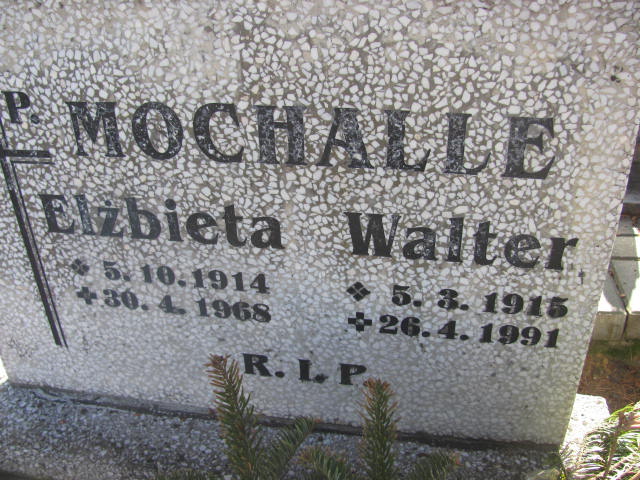 P. MOCHALLE
Elżbieta Walter
5.10.1914 5.3.1915
+30.4.1968 +26.4.1991
R.I.P